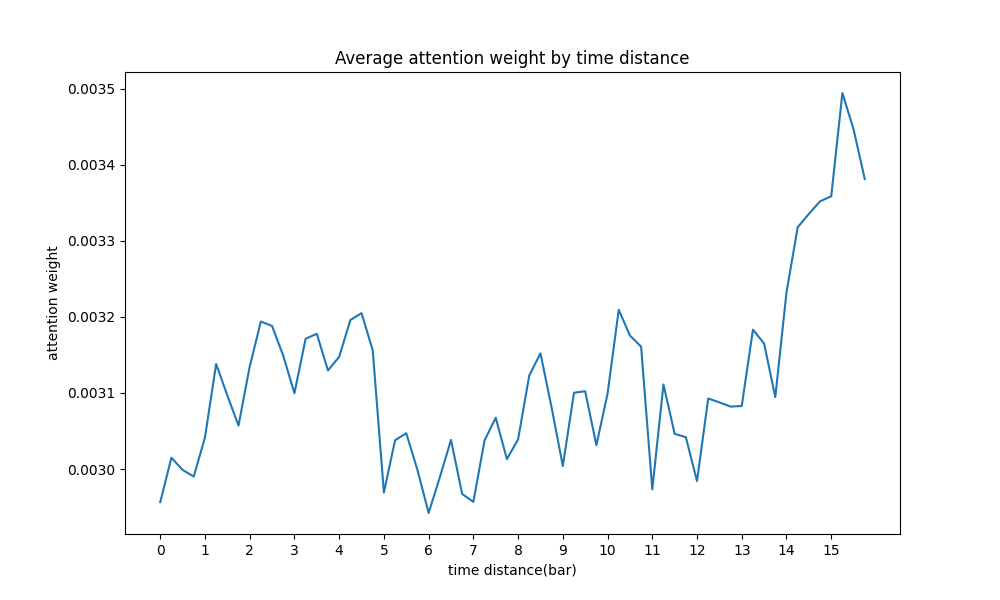 Average attention weight by time distance
0.0035
0.0034
0.0033
0.0032
0.0031
0.0030
attention weight
0 1 2 3 4 5 6 7 8 9 10 11 12 13 14 15
time distance(bar)